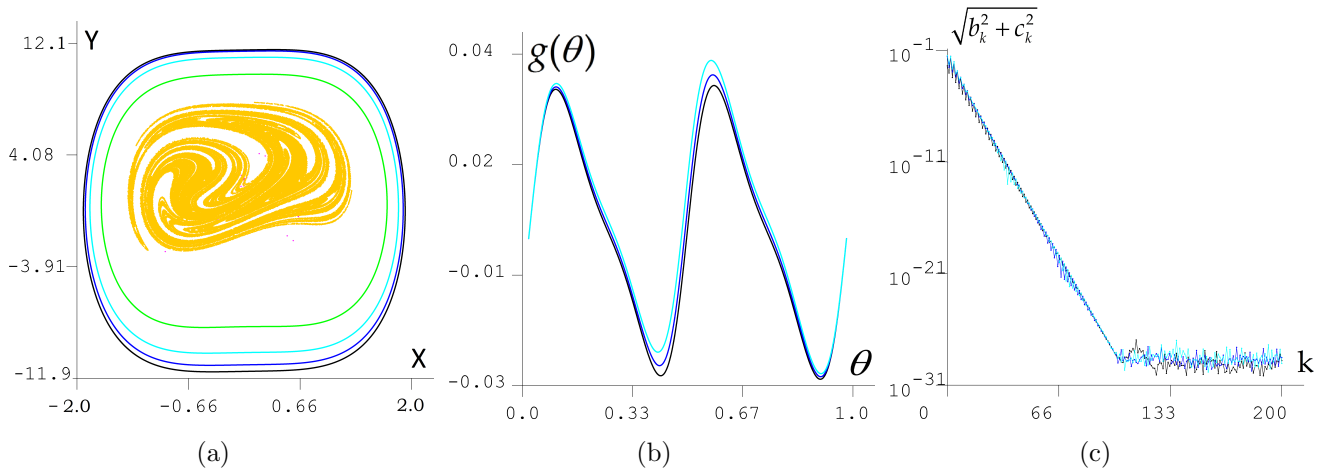 Y
12.1
4.08
-3.91
-11.9
-2.0 -0.66 0.66 2.0
X
(a)
g(θ)
0.04
0.02
-0.01
-0.03
0.0 0.33 0.67 1.0
θ
(b)
√(b_k^2 + c_k^2)
10^-1
10^-11
10^-21
10^-31
0 66 133 200
k
(c)